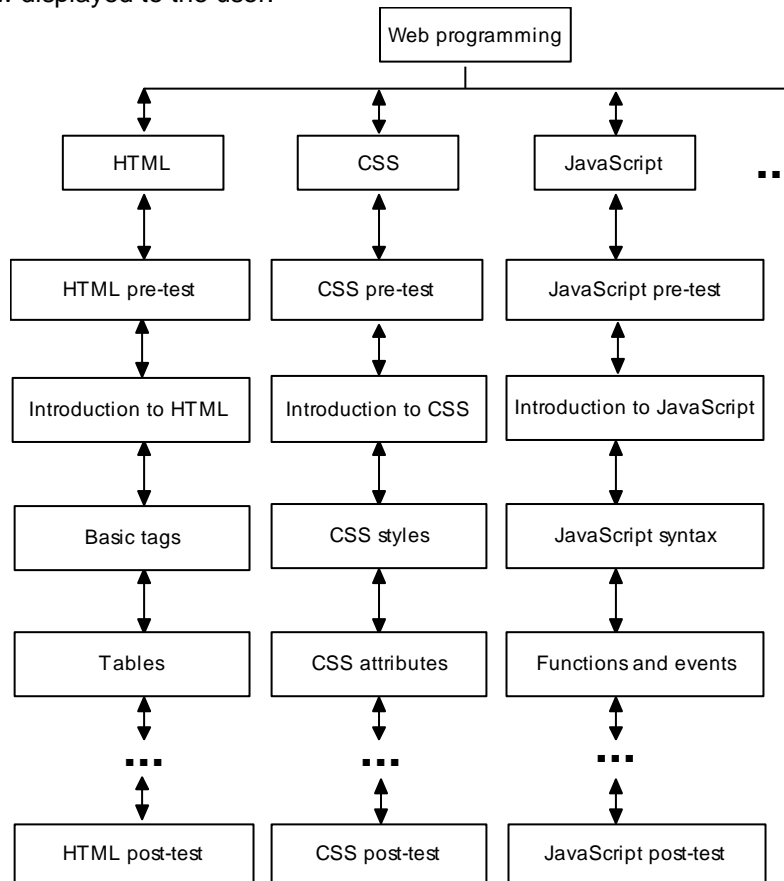 displayed to the user.
Web programming
HTML
CSS
JavaScript
...
HTML pre-test
CSS pre-test
JavaScript pre-test
Introduction to HTML
Introduction to CSS
Introduction to JavaScript
Basic tags
CSS styles
JavaScript syntax
Tables
CSS attributes
Functions and events
...
...
...
HTML post-test
CSS post-test
JavaScript post-test